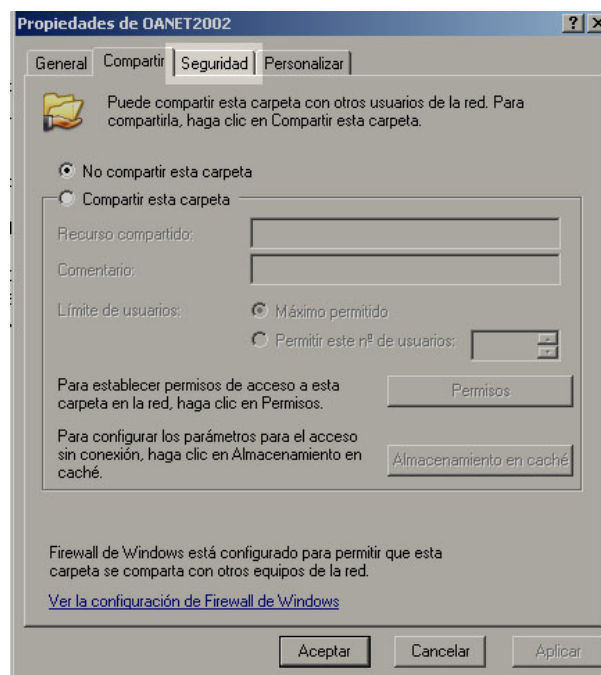 Propiedades de OANET2002
General Compartir Seguridad Personalizar
Puede compartir esta carpeta con otros usuarios de la red. Para
compartirla, haga clic en Compartir esta carpeta.
No compartir esta carpeta
Compartir esta carpeta
Recurso compartido:
Comentario:
Límite de usuarios:
Máximo permitido
Permitir este nº de usuarios:
Para establecer permisos de acceso a esta
carpeta en la red, haga clic en Permisos.
Permisos
Para configurar los parámetros para el acceso
sin conexión, haga clic en Almacenamiento en
caché.
Almacenamiento en caché
Firewall de Windows está configurado para permitir que esta
carpeta se comparta con otros equipos de la red.
Ver la configuración de Firewall de Windows
Aceptar Cancelar Aplicar